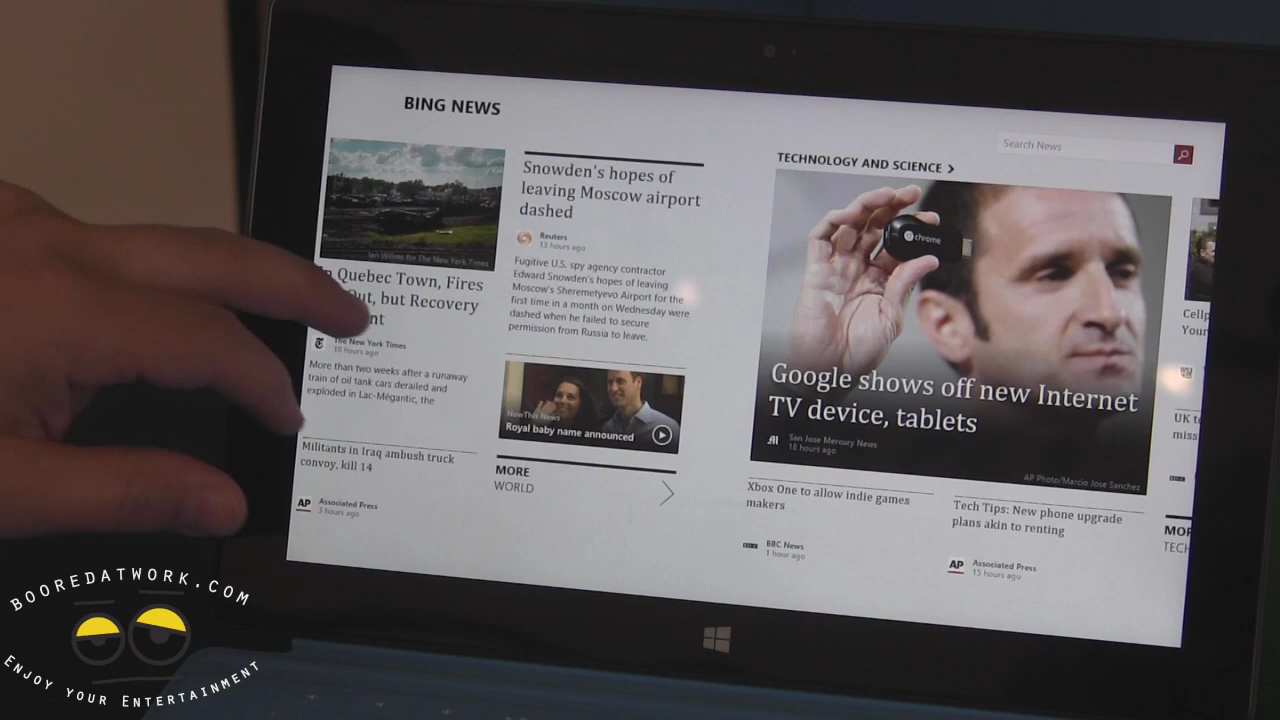 BING NEWS
Search News
Ian Willms for The New York Times
Quebec Town, Fires
Out, but Recovery
The New York Times
10 hours ago
More than two weeks after a runaway
train of oil tank cars derailed and
exploded in Lac-Mégantic, the
Militants in Iraq ambush truck
convoy, kill 14
AP
Associated Press
3 hours ago
Snowden's hopes of
leaving Moscow airport
dashed
Reuters
13 hours ago
Fugitive U.S. spy agency contractor
Edward Snowden's hopes of leaving
Moscow's Sheremetyevo Airport for the
first time in a month on Wednesday were
dashed when he failed to secure
permission from Russia to leave.
NowThis News
Royal baby name announced
MORE
WORLD
TECHNOLOGY AND SCIENCE
chrome
Google shows off new Internet
TV device, tablets
San Jose Mercury News
18 hours ago
AP Photo/Marcio Jose Sanchez
Xbox One to allow indie games
makers
BBC News
1 hour ago
Tech Tips: New phone upgrade
plans akin to renting
AP
Associated Press
15 hours ago
Your
UK
miss
BOOREDATWORK.COM
ENJOY YOUR ENTERTAINMENT